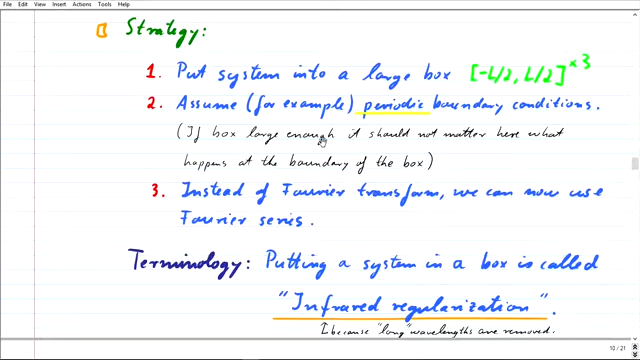 File Edit View Insert Actions Tools Help
Strategy:
1. Put system into a large box [-L/2, L/2]^×3
2. Assume (for example) periodic boundary conditions.
(If box large enough it should not matter here what
happens at the boundary of the box)
3. Instead of Fourier transform, we can now use
Fourier series.
Terminology: Putting a system in a box is called
"Infrared regularization".
because "long" wavelengths are removed.
10 / 21